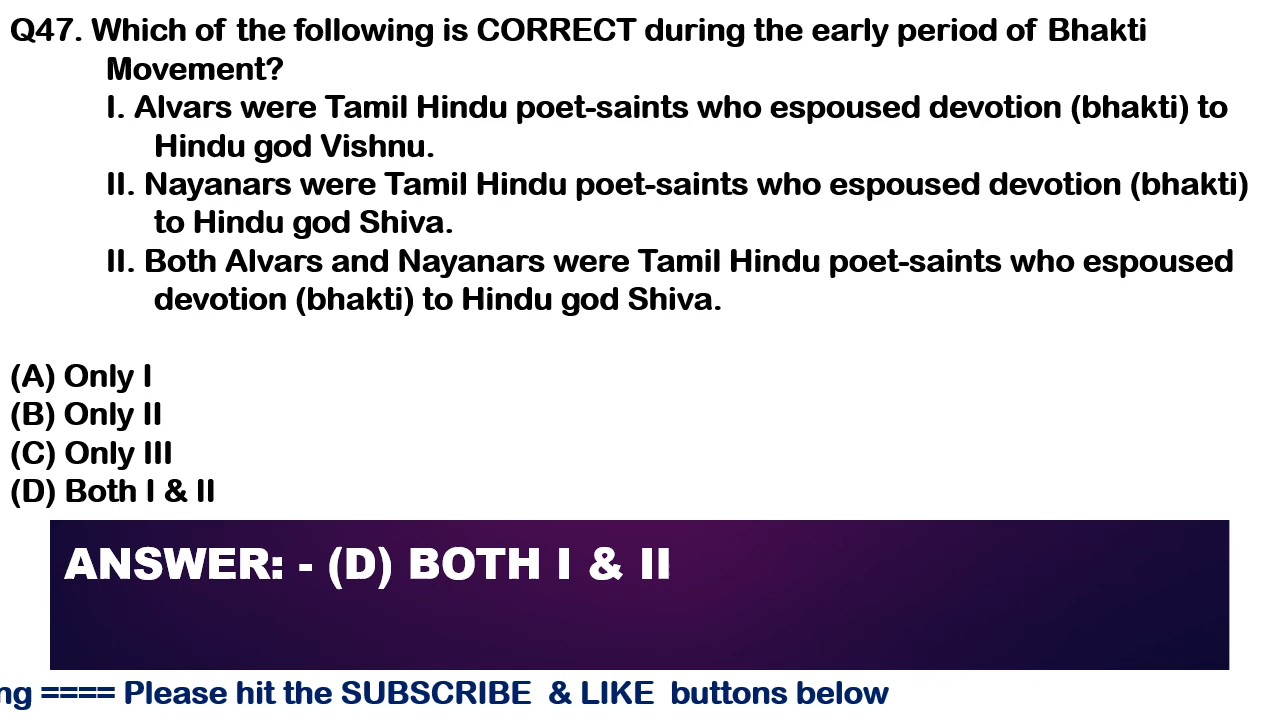 Q47. Which of the following is CORRECT during the early period of Bhakti
Movement?
I. Alvars were Tamil Hindu poet-saints who espoused devotion (bhakti) to
Hindu god Vishnu.
II. Nayanars were Tamil Hindu poet-saints who espoused devotion (bhakti)
to Hindu god Shiva.
II. Both Alvars and Nayanars were Tamil Hindu poet-saints who espoused
devotion (bhakti) to Hindu god Shiva.
(A) Only I
(B) Only II
(C) Only III
(D) Both I & II
ANSWER: - (D) BOTH I & II
ng ==== Please hit the SUBSCRIBE & LIKE buttons below